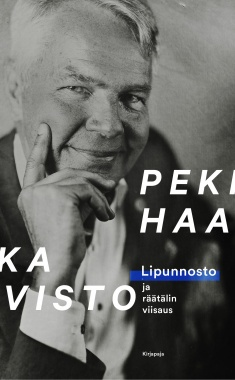 PEK
HAA
KA
VISTO
Lipunnosto
ja
räätälin
viisaus
Kirjapaja